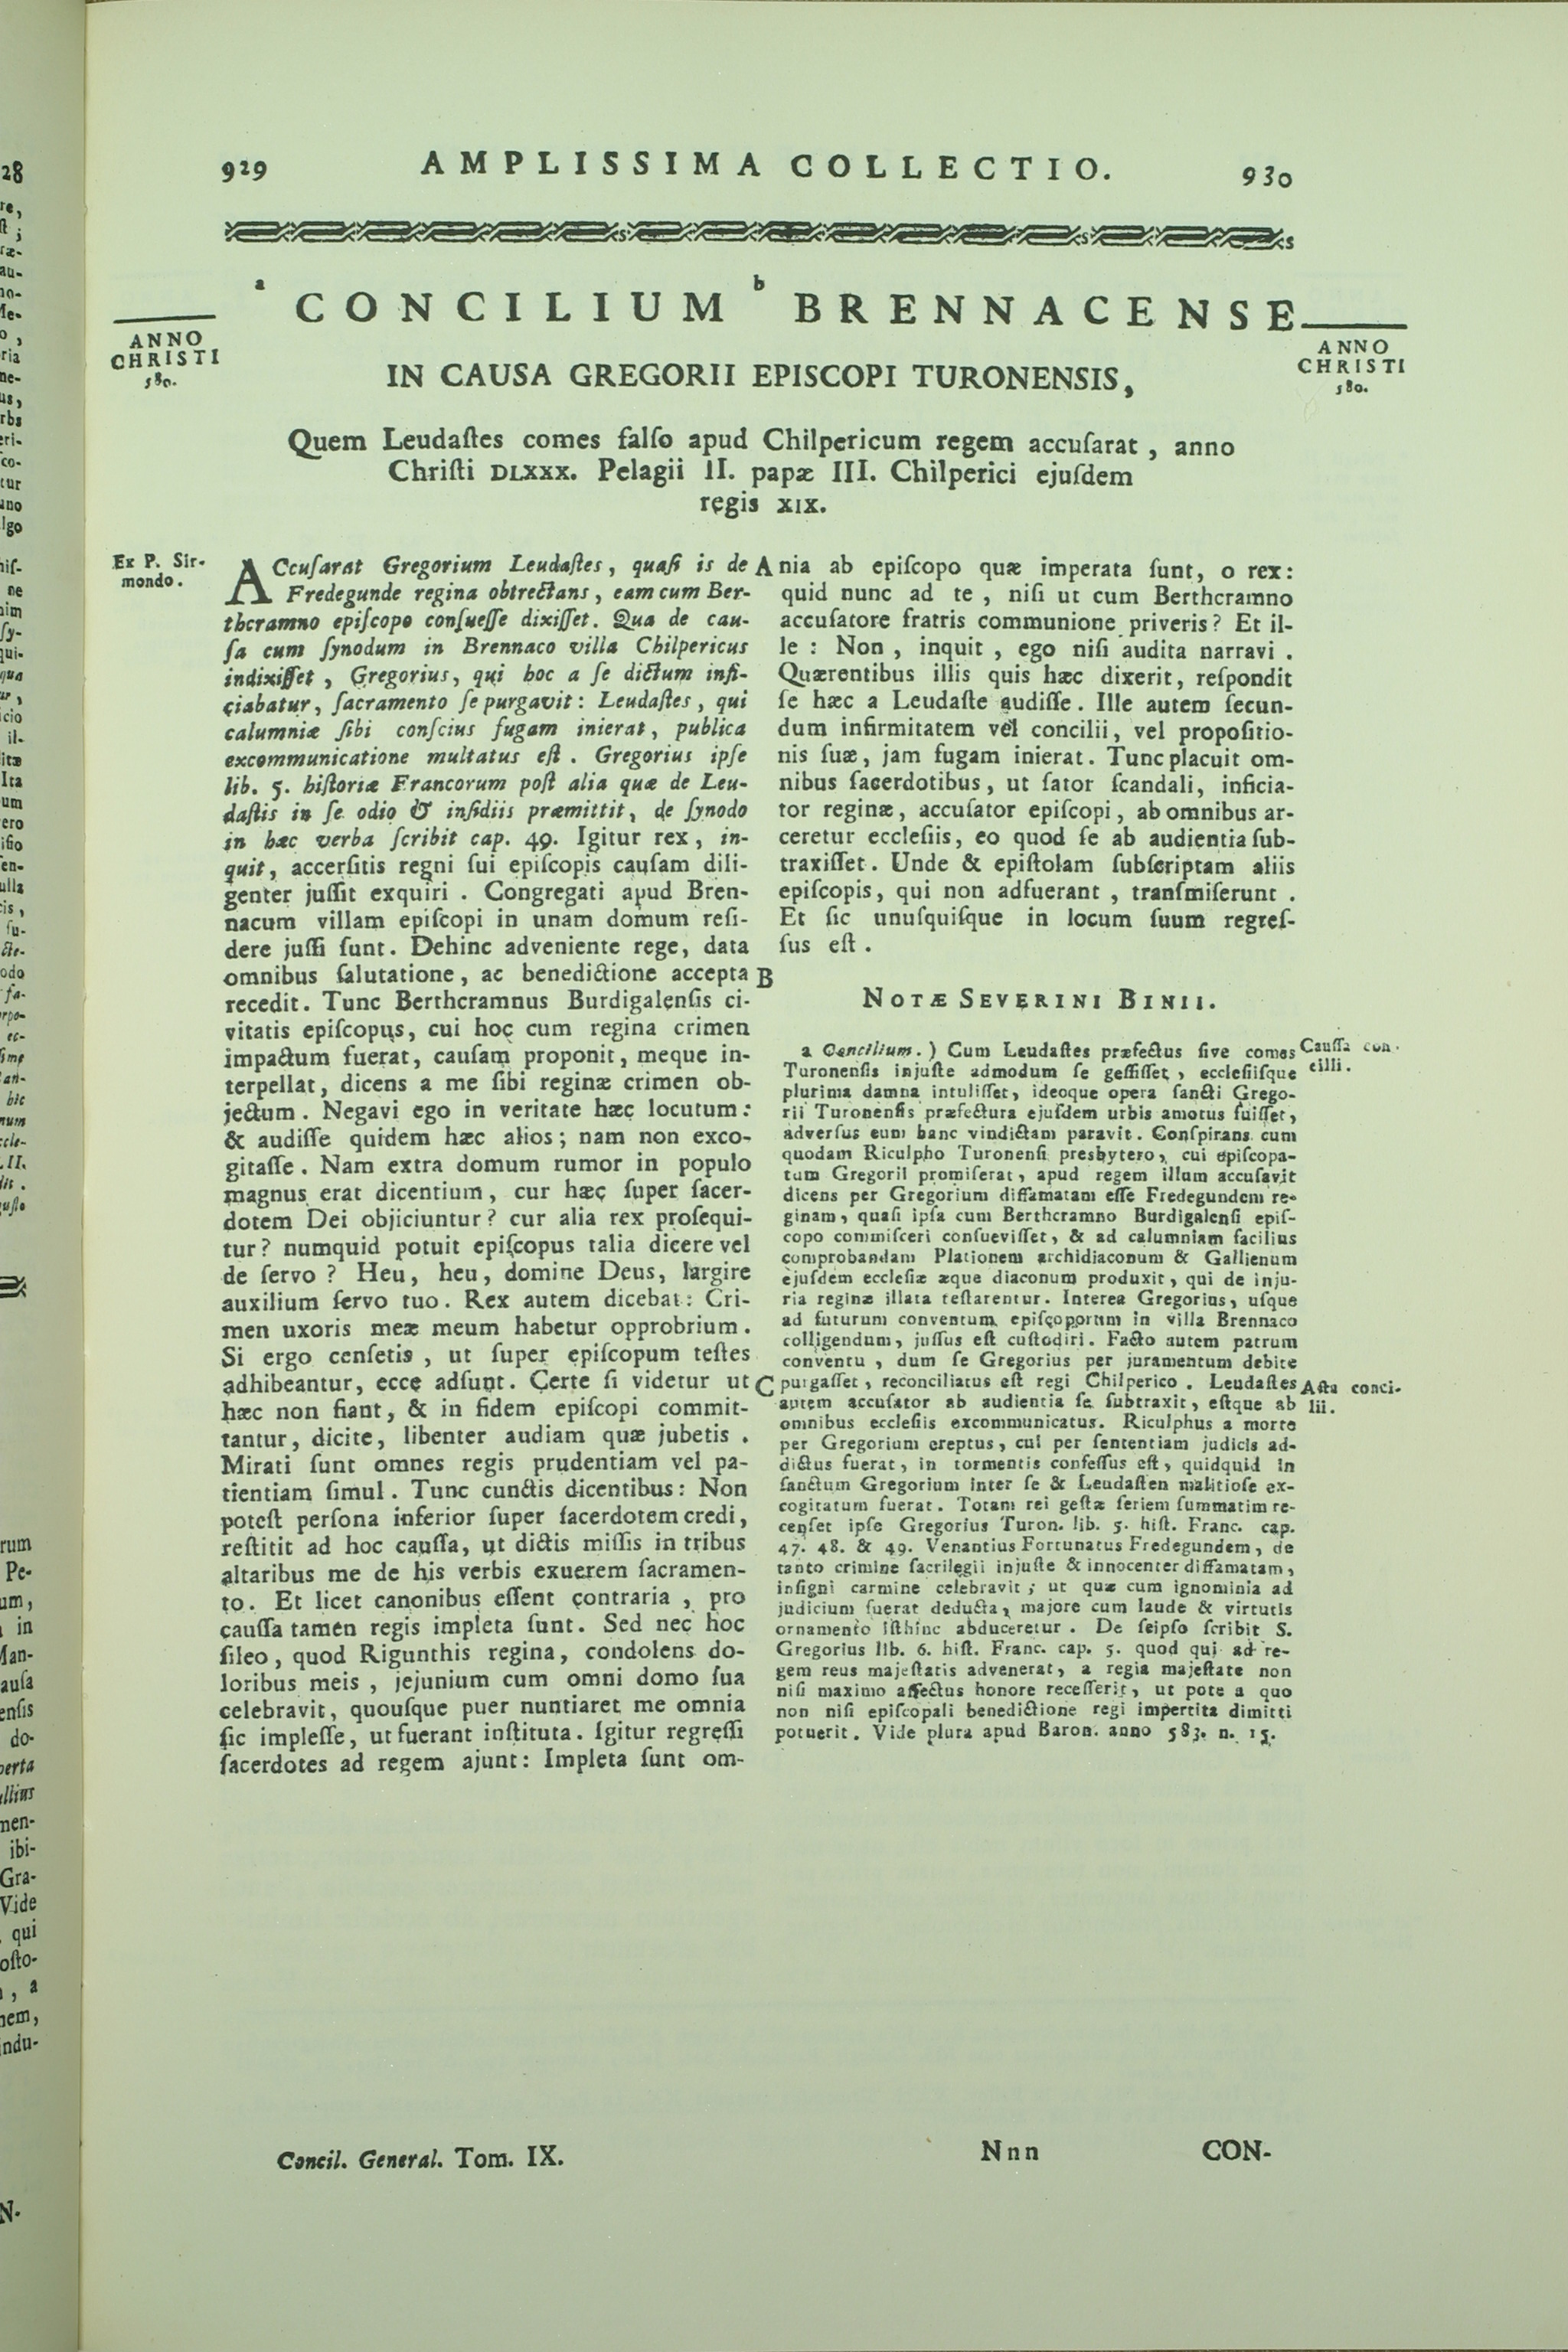 929 AMPLISSIMA COLLECTIO. 930
a CONCILIUM b BRENNACENSE
ANNO
CHRISTI
580.
ANNO
CHRISTI
580.
IN CAUSA GREGORII EPISCOPI TURONENSIS,
Quem Leudaſtes comes falſo apud Chilpericum regem accuſarat, anno
Chriſti DLXXX. Pelagii II. papæ III. Chilperici ejuſdem
regis XIX.
Ex P. Sir-
mondo.
ACcuſarat Gregorium Leudaſtes, quaſi is de
Fredegunde regina obtrectans, eam cum Ber-
thcramno epiſcopo conſueſſe dixiſſet. Qua de cau-
ſa cum ſynodum in Brennaco villa Chilpericus
indixiſſet, Gregorius, qui hoc a ſe dictum infi-
ciabatur, ſacramento ſe purgavit: Leudaſtes, qui
calumniæ ſibi conſcius fugam inierat, publica
excommunicatione multatus eſt. Gregorius ipſe
lib. 5. hiſtoriæ Francorum poſt alia quæ de Leu-
daſtis in ſe odio & inſidiis præmittit, de ſynodo
in hæc verba ſcribit cap. 49. Igitur rex, in-
quit, accerſitis regni ſui epiſcopis cauſam dili-
genter juſſit exquiri. Congregati apud Bren-
nacum villam epiſcopi in unam domum reſi-
dere juſſi ſunt. Dehinc adveniente rege, data
omnibus ſalutatione, ac benedictione accepta
recedit. Tunc Berthcramnus Burdigalenſis ci-
vitatis epiſcopus, cui hoc cum regina crimen
impactum fuerat, cauſam proponit, meque in-
terpellat, dicens a me ſibi reginæ crimen ob-
jectum. Negavi ego in veritate hæc locutum:
& audiſſe quidem hæc alios; nam non exco-
gitaſſe. Nam extra domum rumor in populo
magnus erat dicentium, cur hæc ſuper ſacer-
dotem Dei objiciuntur? cur alia rex proſequi-
tur? numquid potuit epiſcopus talia dicere vel
de ſervo? Heu, heu, domine Deus, largire
auxilium ſervo tuo. Rex autem dicebat: Cri-
men uxoris meæ meum habetur opprobrium.
Si ergo cenſetis, ut ſuper epiſcopum teſtes
adhibeantur, ecce adſunt. Certe ſi videtur ut
hæc non fiant, & in fidem epiſcopi commit-
tantur, dicite, libenter audiam quæ jubetis.
Mirati ſunt omnes regis prudentiam vel pa-
tientiam ſimul. Tunc cunctis dicentibus: Non
poteſt perſona inferior ſuper ſacerdotem credi,
reſtitit ad hoc cauſſa, ut dictis miſſis in tribus
altaribus me de his verbis exuerem ſacramen-
to. Et licet canonibus eſſent contraria, pro
cauſſa tamen regis impleta ſunt. Sed nec hoc
ſileo, quod Rigunthis regina, condolens do-
loribus meis, jejunium cum omni domo ſua
celebravit, quouſque puer nuntiaret me omnia
ſic impleſſe, ut fuerant inſtituta. Igitur regreſſi
ſacerdotes ad regem ajunt: Impleta ſunt om-
A nia ab epiſcopo quæ imperata ſunt, o rex:
quid nunc ad te, niſi ut cum Berthcramno
accuſatore fratris communione priveris? Et il-
le: Non, inquit, ego niſi audita narravi.
Quærentibus illis quis hæc dixerit, reſpondit
ſe hæc a Leudaſte audiſſe. Ille autem ſecun-
dum infirmitatem vel concilii, vel propoſitio-
nis ſuæ, jam fugam inierat. Tunc placuit om-
nibus ſacerdotibus, ut ſator ſcandali, inficia-
tor reginæ, accuſator epiſcopi, ab omnibus ar-
ceretur eccleſiis, eo quod ſe ab audientia ſub-
traxiſſet. Unde & epiſtolam ſubſcriptam aliis
epiſcopis, qui non adfuerant, tranſmiſerunt.
Et ſic unuſquiſque in locum ſuum regreſ-
ſus eſt.
B
NOTÆ SEVERINI BINII.
a Concilium.) Cum Leudaſtes præfectus ſive comes
Turonenſis injuſte admodum ſe geſſiſſet, eccleſiiſque
plurima damna intuliſſet, ideoque opera ſancti Grego-
rii Turonenſis præfectura ejuſdem urbis amotus fuiſſet,
adverſus eum hanc vindictam paravit. Conſpirans cum
quodam Riculpho Turonenſi presbytero, cui epiſcopa-
tum Gregorii promiſerat, apud regem illum accuſavit
dicens per Gregorium diffamatam eſſe Fredegundem re-
ginam, quaſi ipſa cum Berthcramno Burdigalenſi epiſ-
copo commiſceri conſueviſſet, & ad calumniam facilius
comprobandam Plationem archidiaconum & Gallienum
ejuſdem eccleſiæ æque diaconum produxit, qui de inju-
ria reginæ illata teſtarentur. Interea Gregorius, uſque
ad futurum conventum epiſcoporum in villa Brennaco
colligendum, juſſus eſt cuſtodiri. Facto autem patrum
conventu, dum ſe Gregorius per juramentum debite
C purgaſſet, reconciliatus eſt regi Chilperico. Leudaſtes
autem accuſator ab audientia ſe ſubtraxit, eſtque ab
omnibus eccleſiis excommunicatus. Riculphus a morte
per Gregorium ereptus, cui per ſententiam judicis ad-
dictus fuerat, in tormentis confeſſus eſt, quidquid in
ſanctum Gregorium inter ſe & Leudaſten malitioſe ex-
cogitatum fuerat. Totam rei geſtæ ſeriem ſummatim re-
cenſet ipſe Gregorius Turon. lib. 5. hiſt. Franc. cap.
47. 48. & 49. Venantius Fortunatus Fredegundem, de
tanto crimine ſacrilegii injuſte & innocenter diffamatam,
inſigni carmine celebravit; ut quæ cum ignominia ad
judicium fuerat deducta, majore cum laude & virtutis
ornamento iſthinc abduceretur. De ſeipſo ſcribit S.
Gregorius lib. 6. hiſt. Franc. cap. 5. quod qui ad re-
gem reus majeſtatis advenerat, a regia majeſtate non
niſi maximo affectus honore receſſerit, ut pote a quo
non niſi epiſcopali benedictione regi impertita dimitti
potuerit. Vide plura apud Baron. anno 583. n. 15.
Cauſſa con-
cilii.
Acta conci-
lii.
Concil. General. Tom. IX. Nnn CON-